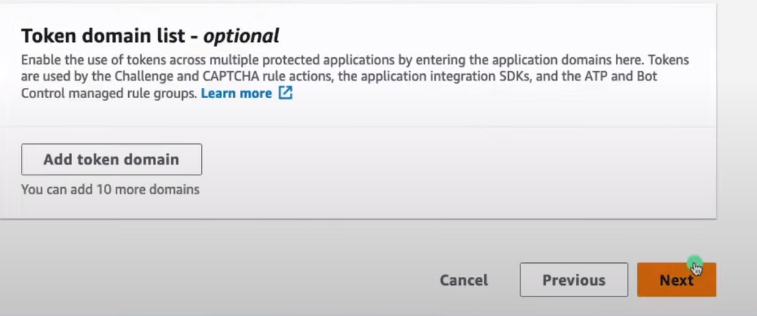 Token domain list - optional
Enable the use of tokens across multiple protected applications by entering the application domains here. Tokens
are used by the Challenge and CAPTCHA rule actions, the application integration SDKs, and the ATP and Bot
Control managed rule groups. Learn more
Add token domain
You can add 10 more domains
Cancel Previous Next